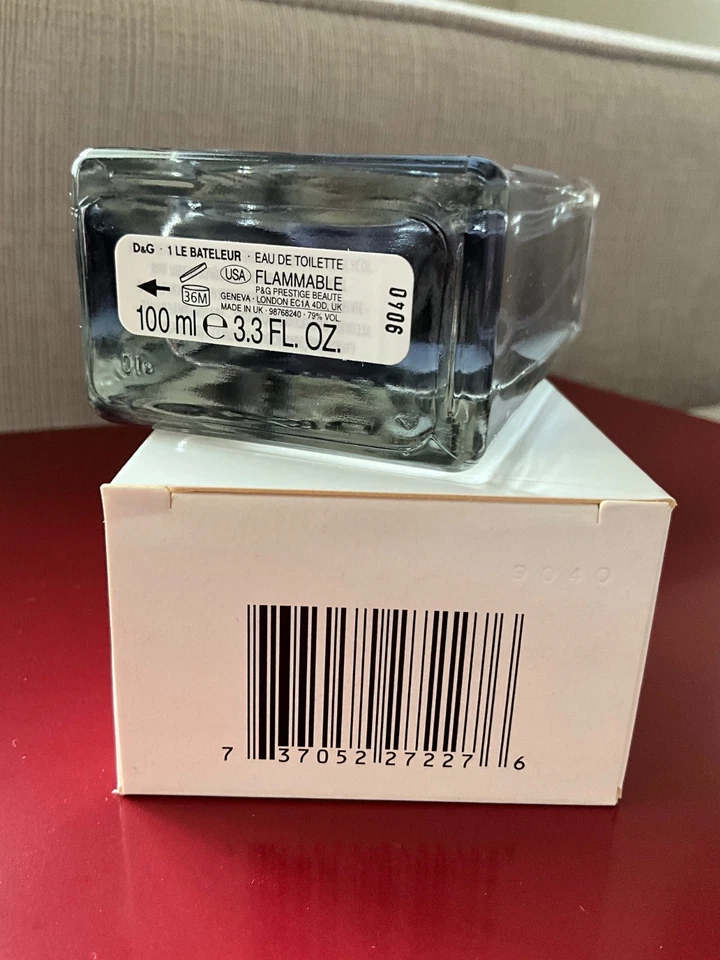 D&G · 1 LE BATELEUR · EAU DE TOILETTE
36M USA FLAMMABLE
P&G PRESTIGE BEAUTE
GENEVA · LONDON EC1A 4DD, UK
MADE IN UK · 98768240 · 79% VOL.
100 ml ℮ 3.3 FL. OZ.
9040
9040
7 37052 27227 6